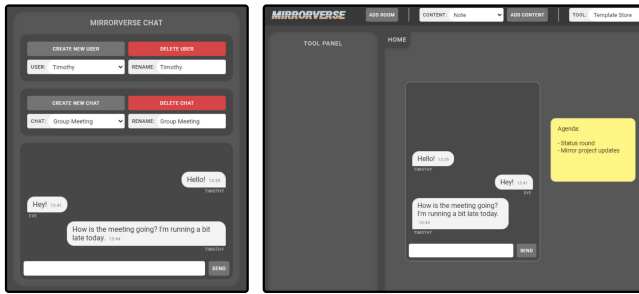 MIRRORVERSE CHAT
CREATE NEW USER DELETE USER
USER: Timothy RENAME: Timothy
CREATE NEW CHAT DELETE CHAT
CHAT: Group Meeting RENAME: Group Meeting
Hello! 13:39
TIMOTHY
Hey! 13:41
EVE
How is the meeting going? I'm running a bit
late today. 13:44
TIMOTHY
SEND
MIRRORVERSE ADD ROOM CONTENT: Note ADD CONTENT TOOL: Template Store
TOOL PANEL
HOME
Hello! 13:39
TIMOTHY
Hey! 13:41
EVE
How is the meeting going?
I'm running a bit late today.
13:44
TIMOTHY
SEND
Agenda:
- Status round
- Mirror project updates